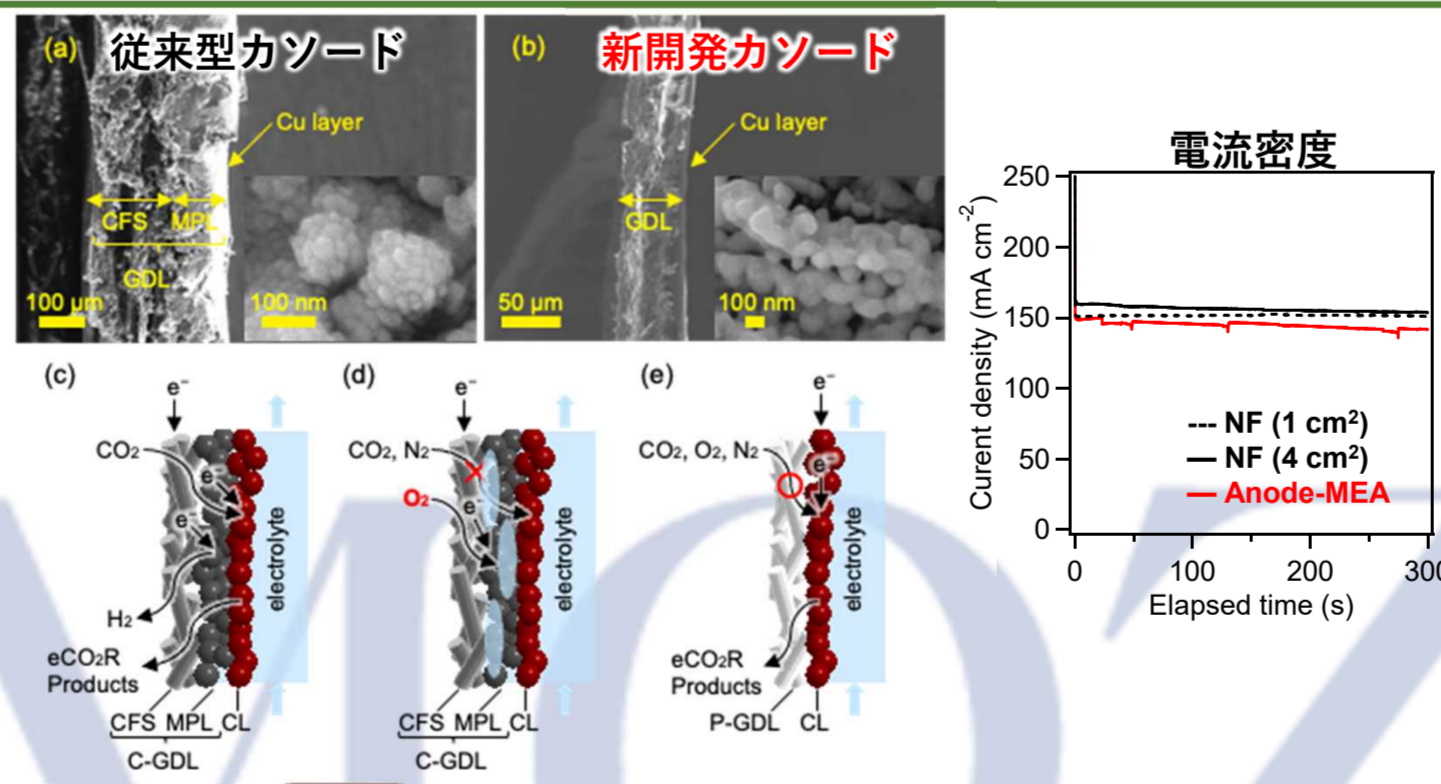 (a) 従来型カソード
Cu layer
CFS MPL
GDL
100 μm
100 nm
(b) 新開発カソード
Cu layer
GDL
50 μm
100 nm
(c)
e⁻
CO₂
e⁻
e⁻
H₂
eCO₂R
Products
electrolyte
CFS MPL CL
C-GDL
(d)
e⁻
CO₂, N₂
O₂
e⁻
electrolyte
CFS MPL CL
C-GDL
(e)
e⁻
CO₂, O₂, N₂
e⁻
eCO₂R
Products
electrolyte
P-GDL CL
電流密度
Curent density (mA cm⁻²)
250
200
150
100
50
0
NF (1 cm²)
NF (4 cm²)
Anode-MEA
0 100 200 300
Elapsed time (s)